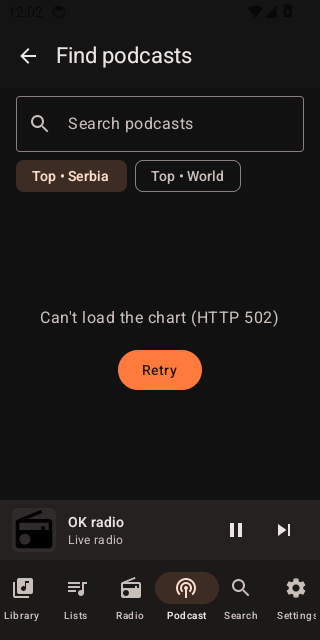 12:02
Find podcasts
Search podcasts
Top • Serbia
Top • World
Can't load the chart (HTTP 502)
Retry
OK radio
Live radio
Library
Lists
Radio
Podcast
Search
Settings